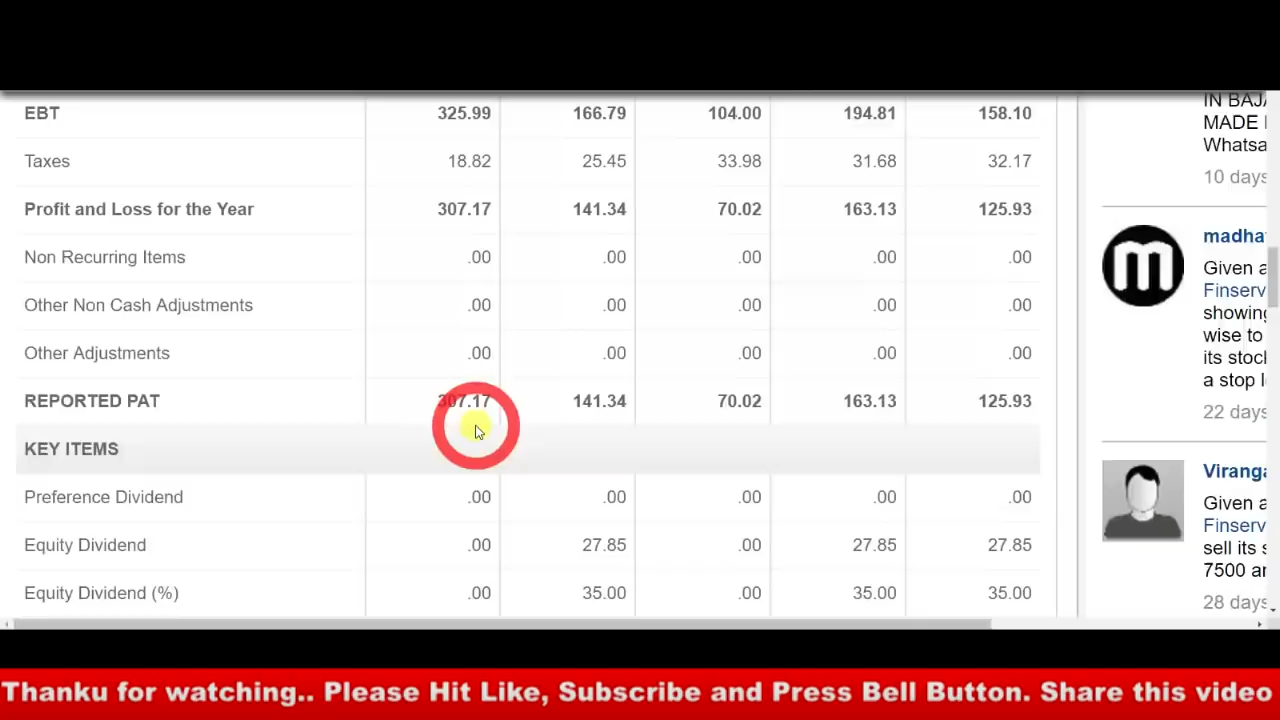 EBT 325.99 166.79 104.00 194.81 158.10
Taxes 18.82 25.45 33.98 31.68 32.17
Profit and Loss for the Year 307.17 141.34 70.02 163.13 125.93
Non Recurring Items .00 .00 .00 .00 .00
Other Non Cash Adjustments .00 .00 .00 .00 .00
Other Adjustments .00 .00 .00 .00 .00
REPORTED PAT 307.17 141.34 70.02 163.13 125.93
KEY ITEMS
Preference Dividend .00 .00 .00 .00 .00
Equity Dividend .00 27.85 .00 27.85 27.85
Equity Dividend (%) .00 35.00 .00 35.00 35.00
IN
MADE
10 days
Given
Finserv
showing
wise to
its stock
a stop
22 days
Given
Finserv
sell its
7500
28 days
Thanku for watching.. Please Hit Like, Subscribe and Press Bell Button. Share this video